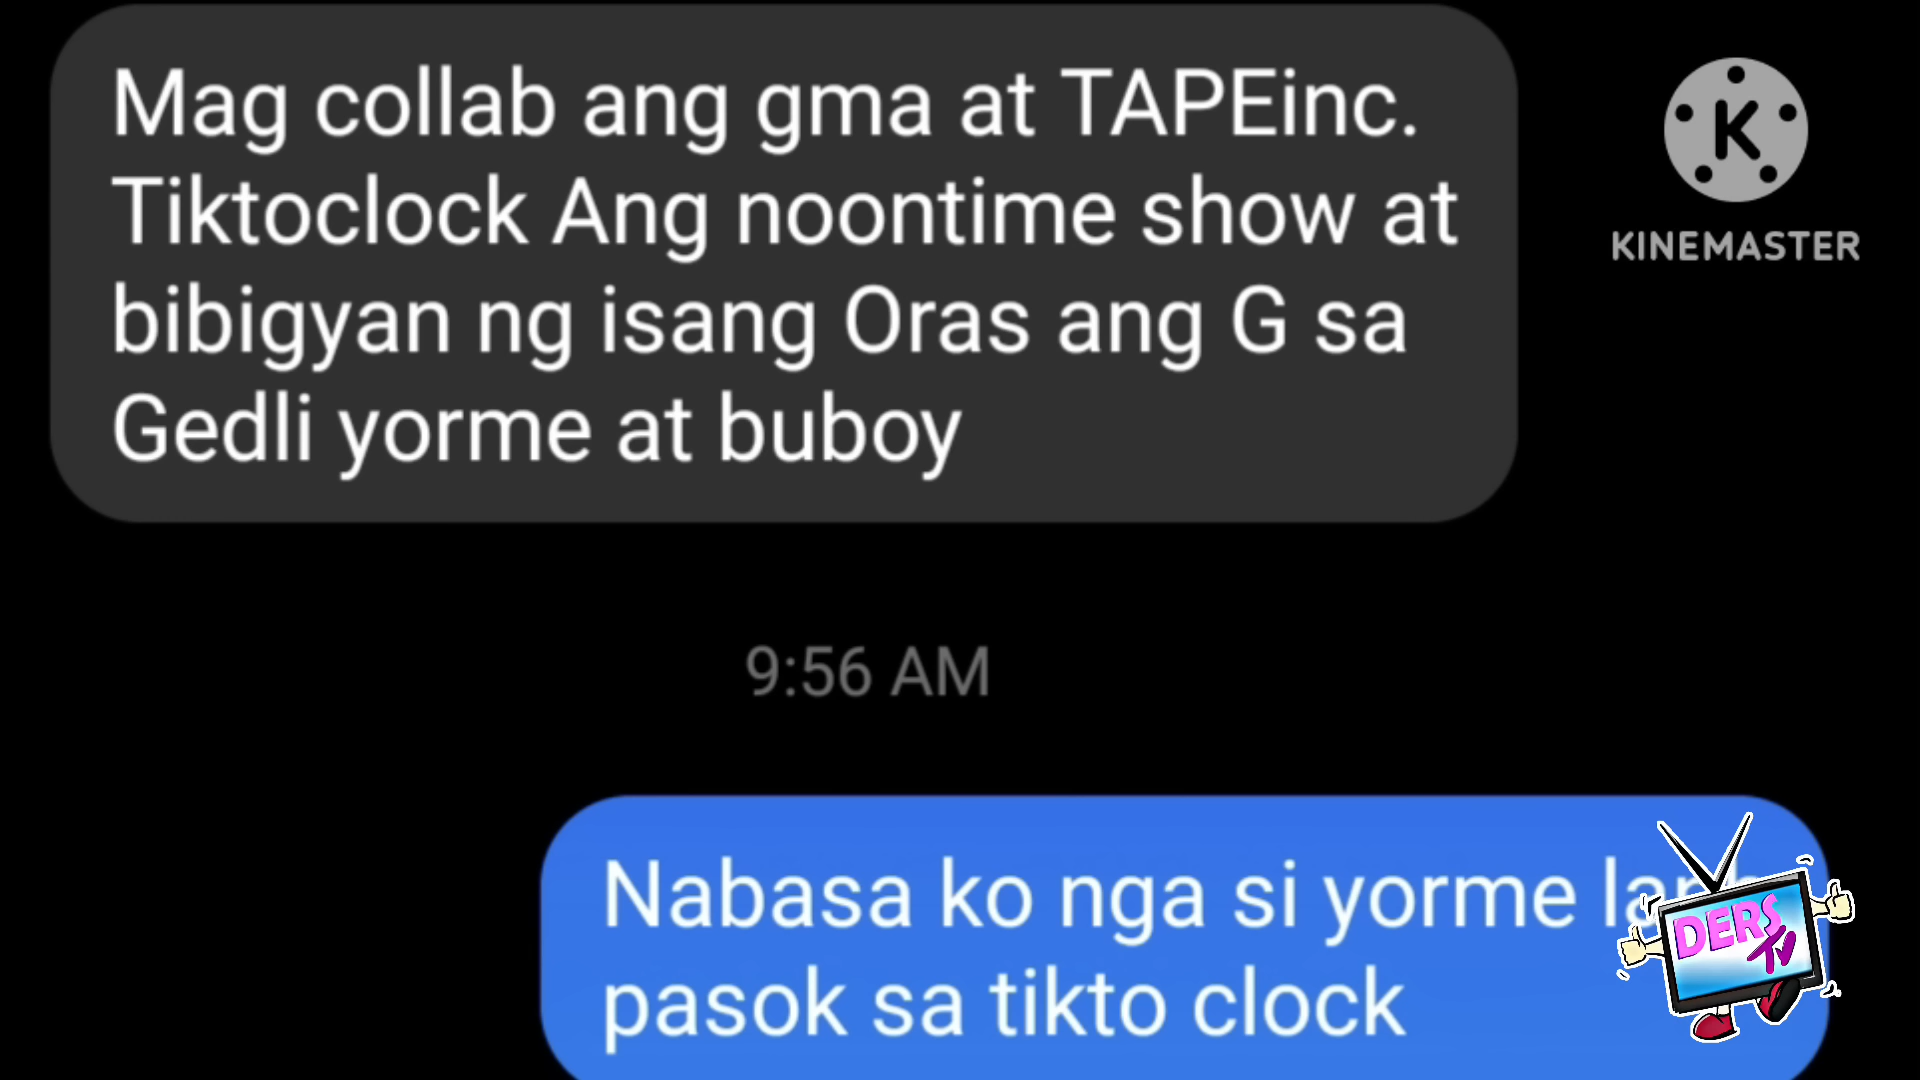 Mag collab ang gma at TAPEinc.
Tiktoclock Ang noontime show at
bibigyan ng isang Oras ang G sa
Gedli yorme at buboy
K
KINEMASTER
9:56 AM
Nabasa ko nga si yorme
pasok sa tikto clock
DERS
TV